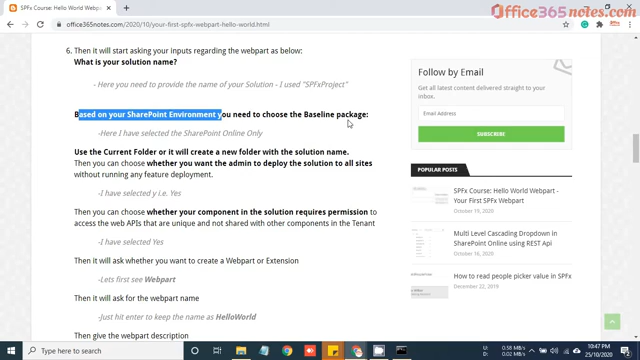 SPFx Course: Hello World Webpar
Office365notes.com
office365notes.com/2020/10/your-first-spfx-webpart-hello-world.html
6. Then it will start asking your inputs regarding the webpart as below:
What is your solution name?
- Here you need to provide the name of your Solution - I used "SPFxProject"
Based on your SharePoint Environment you need to choose the Baseline package:
-Here I have selected the SharePoint Online Only
Use the Current Folder or it will create a new folder with the solution name.
Then you can choose whether you want the admin to deploy the solution to all sites
without running any feature deployment.
-I have selected y i.e. Yes
Then you can choose whether your component in the solution requires permission to
access the web APIs that are unique and not shared with other components in the Tenant
-I have selected Yes
Then it will ask whether you want to create a Webpart or Extension
-Lets first see Webpart
Then it will ask for the webpart name
-Just hit enter to keep the name as HelloWorld
Then give the webpart description
Follow by Email
Get all latest content delivered straight to your
inbox.
Email Address
SUBSCRIBE
POPULAR POSTS
SPFx Course: Hello World Webpart
- Your First SPFx Webpart
October 19, 2020
Multi Level Cascading Dropdown in
SharePoint Online using REST Api
October 16, 2020
How to read people picker value in SPFx
December 22, 2019
Type here to search
U: 0.58 MB/s
D: 0.02 MB/s
ENG
10:47 PM
25/10/2020